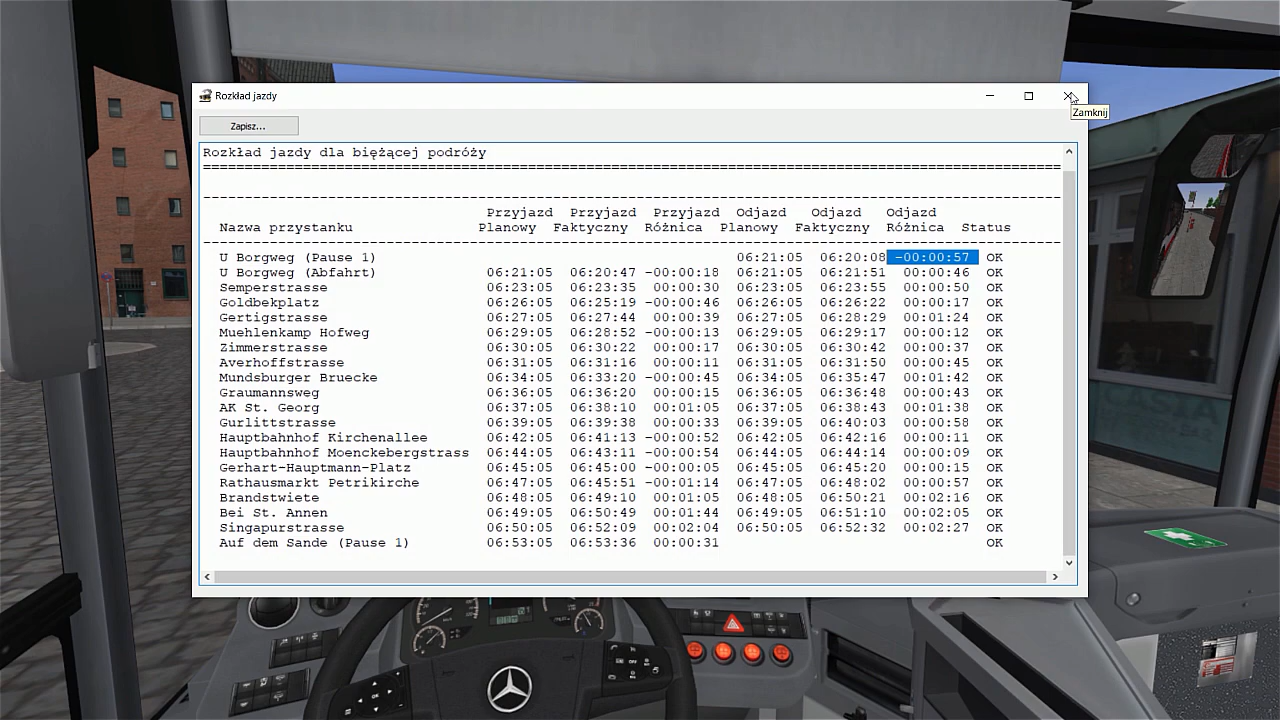 Rozkład jazdy
Zamknij
Zapisz...
Rozkład jazdy dla biężącej podróży
Przyjazd Przyjazd Przyjazd Odjazd Odjazd Odjazd
Nazwa przystanku Planowy Faktyczny Różnica Planowy Faktyczny Różnica Status
U Borgweg (Pause 1) 06:21:05 06:20:08 -00:00:57 OK
U Borgweg (Abfahrt) 06:21:05 06:20:47 -00:00:18 06:21:05 06:21:51 00:00:46 OK
Semperstrasse 06:23:05 06:23:35 00:00:30 06:23:05 06:23:55 00:00:50 OK
Goldbekplatz 06:26:05 06:25:19 -00:00:46 06:26:05 06:26:22 00:00:17 OK
Gertigstrasse 06:27:05 06:27:44 00:00:39 06:27:05 06:28:29 00:01:24 OK
Muehlenkamp Hofweg 06:29:05 06:28:52 -00:00:13 06:29:05 06:29:17 00:00:12 OK
Zimmerstrasse 06:30:05 06:30:22 00:00:17 06:30:05 06:30:42 00:00:37 OK
Averhoffstrasse 06:31:05 06:31:16 00:00:11 06:31:05 06:31:50 00:00:45 OK
Mundsburger Bruecke 06:34:05 06:33:20 -00:00:45 06:34:05 06:35:47 00:01:42 OK
Graumannsweg 06:36:05 06:36:20 00:00:15 06:36:05 06:36:48 00:00:43 OK
AK St. Georg 06:37:05 06:38:10 00:01:05 06:37:05 06:38:43 00:01:38 OK
Gurlittstrasse 06:39:05 06:39:38 00:00:33 06:39:05 06:40:03 00:00:58 OK
Hauptbahnhof Kirchenallee 06:42:05 06:41:13 -00:00:52 06:42:05 06:42:16 00:00:11 OK
Hauptbahnhof Moenckebergstrass 06:44:05 06:43:11 -00:00:54 06:44:05 06:44:14 00:00:09 OK
Gerhart-Hauptmann-Platz 06:45:05 06:45:00 -00:00:05 06:45:05 06:45:20 00:00:15 OK
Rathausmarkt Petrikirche 06:47:05 06:45:51 -00:01:14 06:47:05 06:48:02 00:00:57 OK
Brandstwiete 06:48:05 06:49:10 00:01:05 06:48:05 06:50:21 00:02:16 OK
Bei St. Annen 06:49:05 06:50:49 00:01:44 06:49:05 06:51:10 00:02:05 OK
Singapurstrasse 06:50:05 06:52:09 00:02:04 06:50:05 06:52:32 00:02:27 OK
Auf dem Sande (Pause 1) 06:53:05 06:53:36 00:00:31 OK